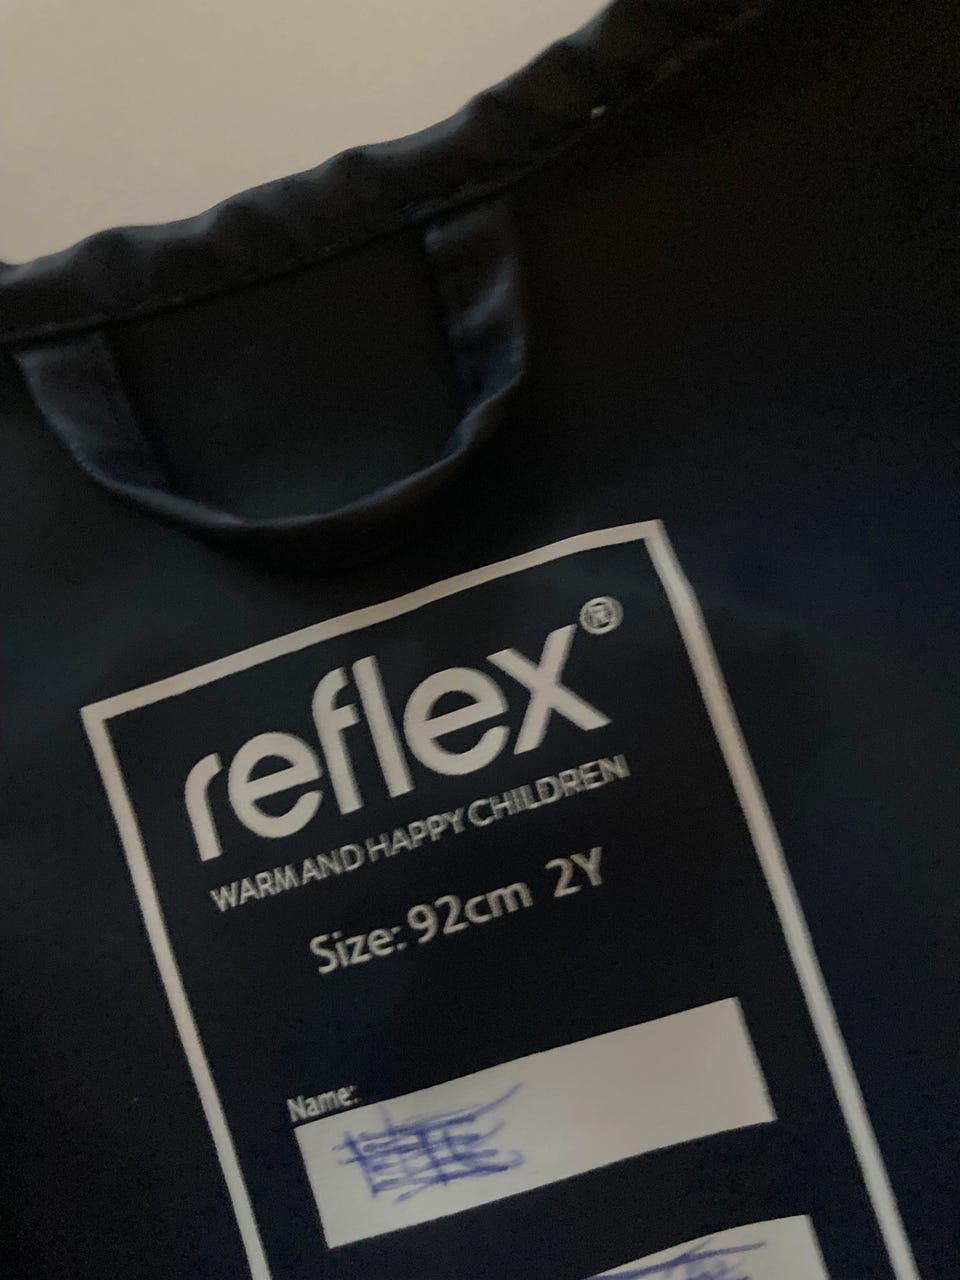 reflex®
WARM AND HAPPY CHILDREN
Size: 92cm 2Y
Name: